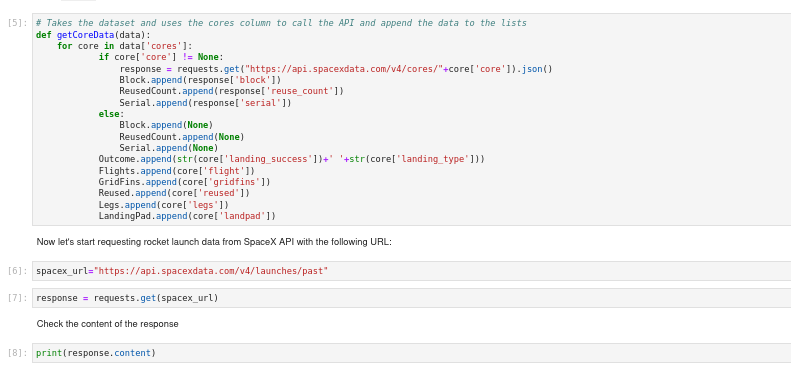 [5]: # Takes the dataset and uses the cores column to call the API and append the data to the lists
def getCoreData(data):
    for core in data['cores']:
            if core['core'] != None:
                response = requests.get("https://api.spacexdata.com/v4/cores/"+core['core']).json()
                Block.append(response['block'])
                ReusedCount.append(response['reuse_count'])
                Serial.append(response['serial'])
            else:
                Block.append(None)
                ReusedCount.append(None)
                Serial.append(None)
            Outcome.append(str(core['landing_success'])+' '+str(core['landing_type']))
            Flights.append(core['flight'])
            GridFins.append(core['gridfins'])
            Reused.append(core['reused'])
            Legs.append(core['legs'])
            LandingPad.append(core['landpad'])
Now let's start requesting rocket launch data from SpaceX API with the following URL:
[6]: spacex_url="https://api.spacexdata.com/v4/launches/past"
[7]: response = requests.get(spacex_url)
Check the content of the response
[8]: print(response.content)